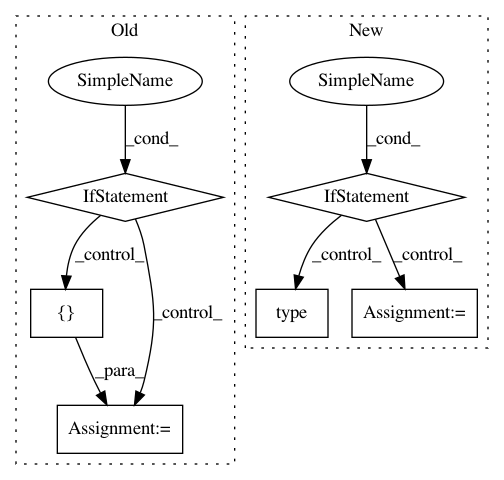 Old
New
SimpleName
SimpleName
_cond_
_cond_
IfStatement
IfStatement
_control_
_control_
_control_
_control_
{}
type
Assignment:=
_para_
Assignment:=